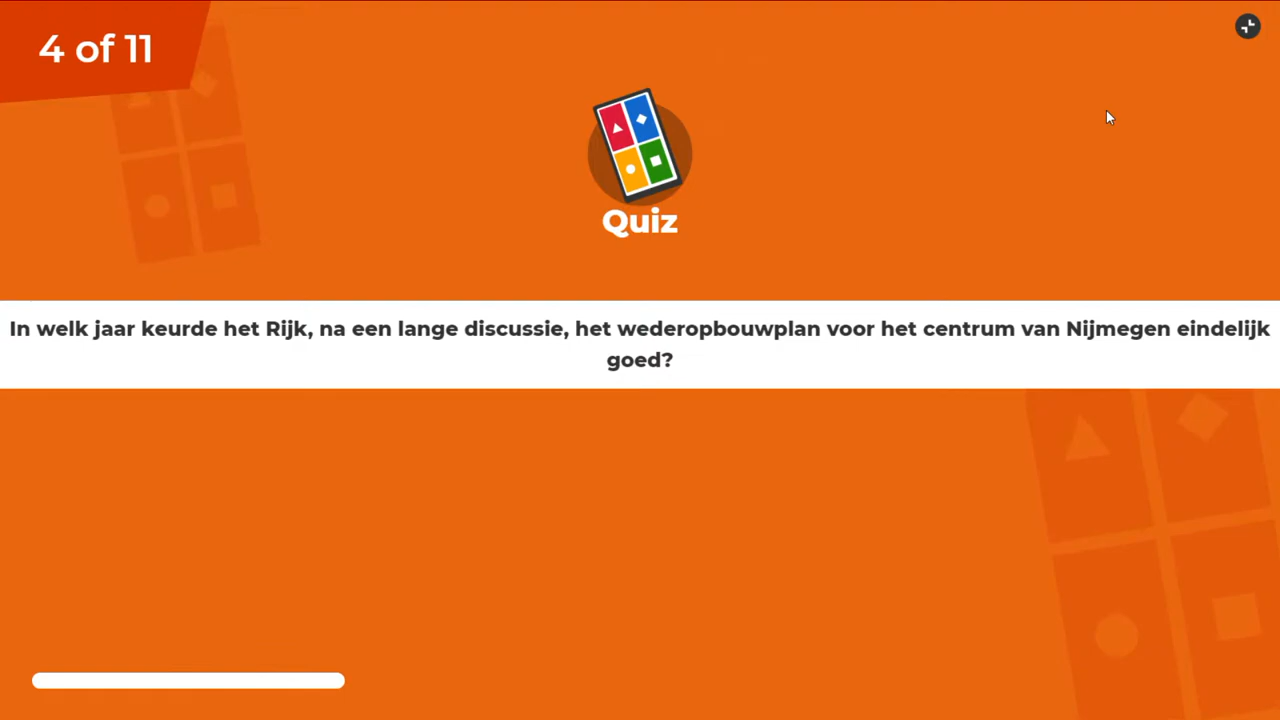 4 of 11
Quiz
In welk jaar keurde het Rijk, na een lange discussie, het wederopbouwplan voor het centrum van Nijmegen eindelijk
goed?